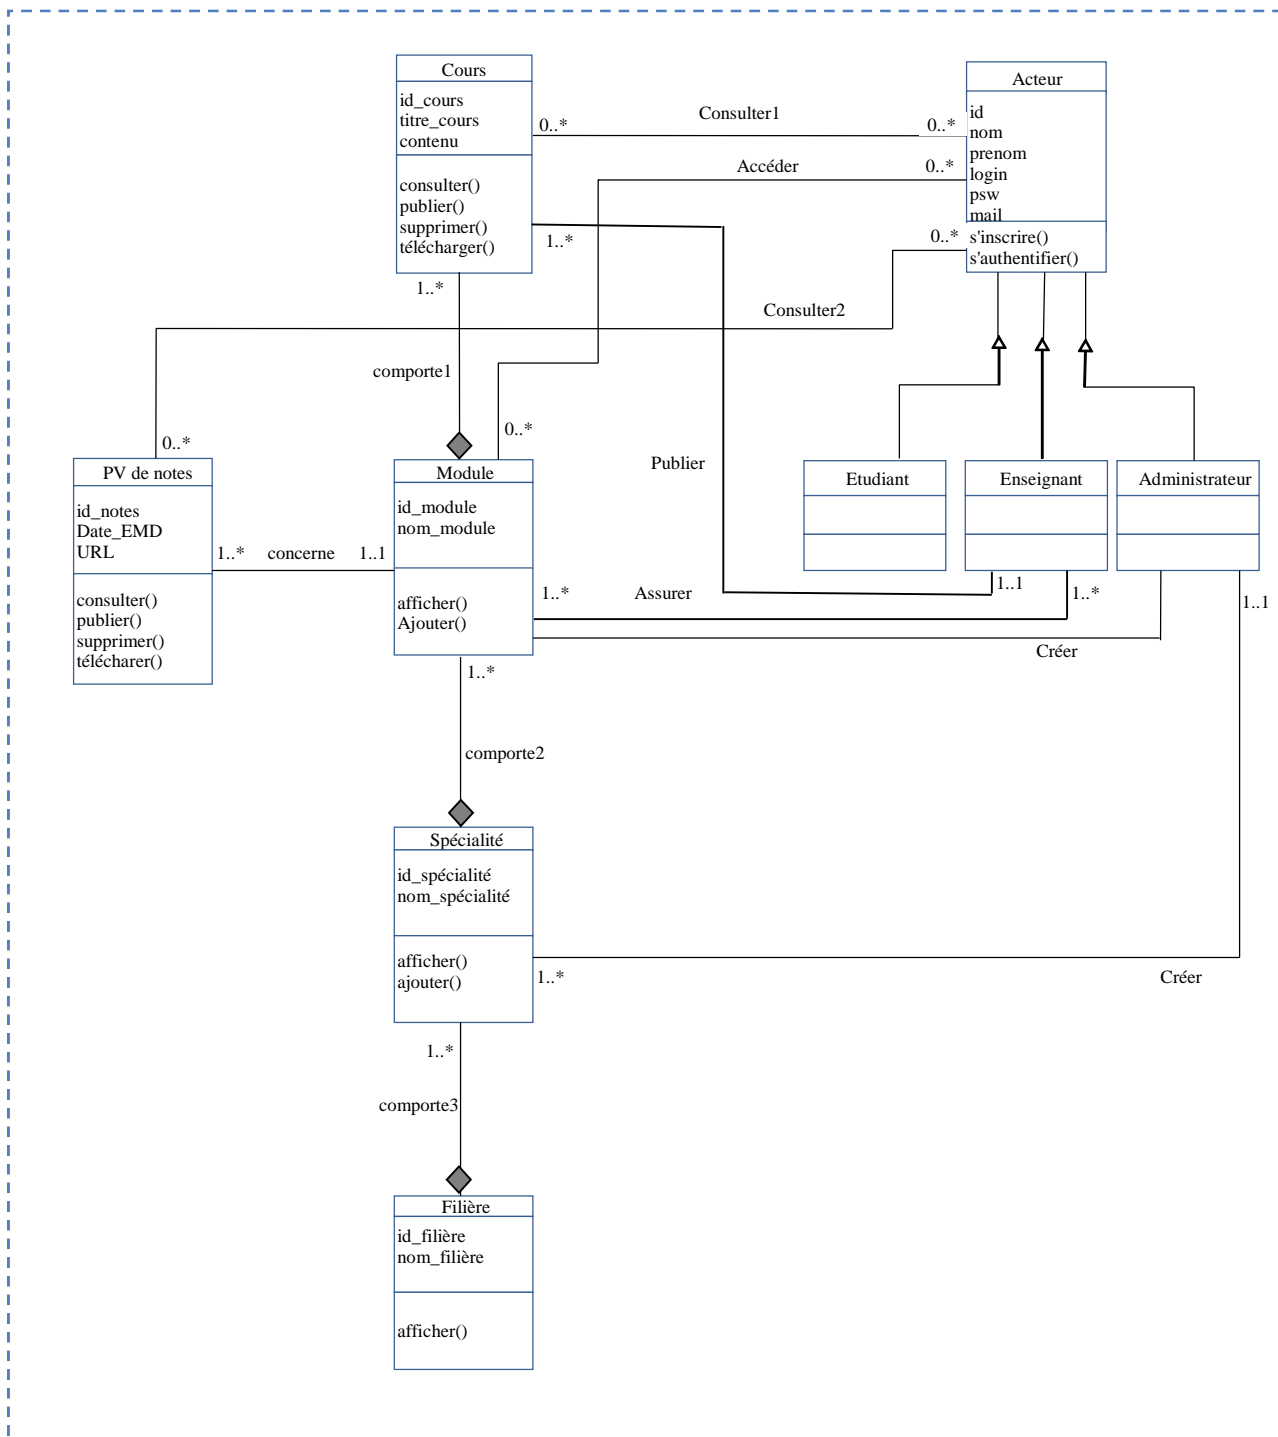 Cours
id_cours
titre_cours
contenu
consulter()
publier()
supprimer()
télécharger()
Acteur
id
nom
prenom
login
psw
mail
s'inscrire()
s'authentifier()
0..*
Consulter1
0..*
Accéder
0..*
1..*
0..*
1..*
Consulter2
comporte1
0..*
0..*
Publier
PV de notes
id_notes
Date_EMD
URL
consulter()
publier()
supprimer()
télécharer()
1..*
concerne
1..1
Module
id_module
nom_module
afficher()
Ajouter()
Etudiant
Enseignant
Administrateur
1..*
Assurer
1..1
1..*
1..1
Créer
1..*
comporte2
Spécialité
id_spécialité
nom_spécialité
afficher()
ajouter()
1..*
Créer
1..*
comporte3
Filière
id_filière
nom_filière
afficher()